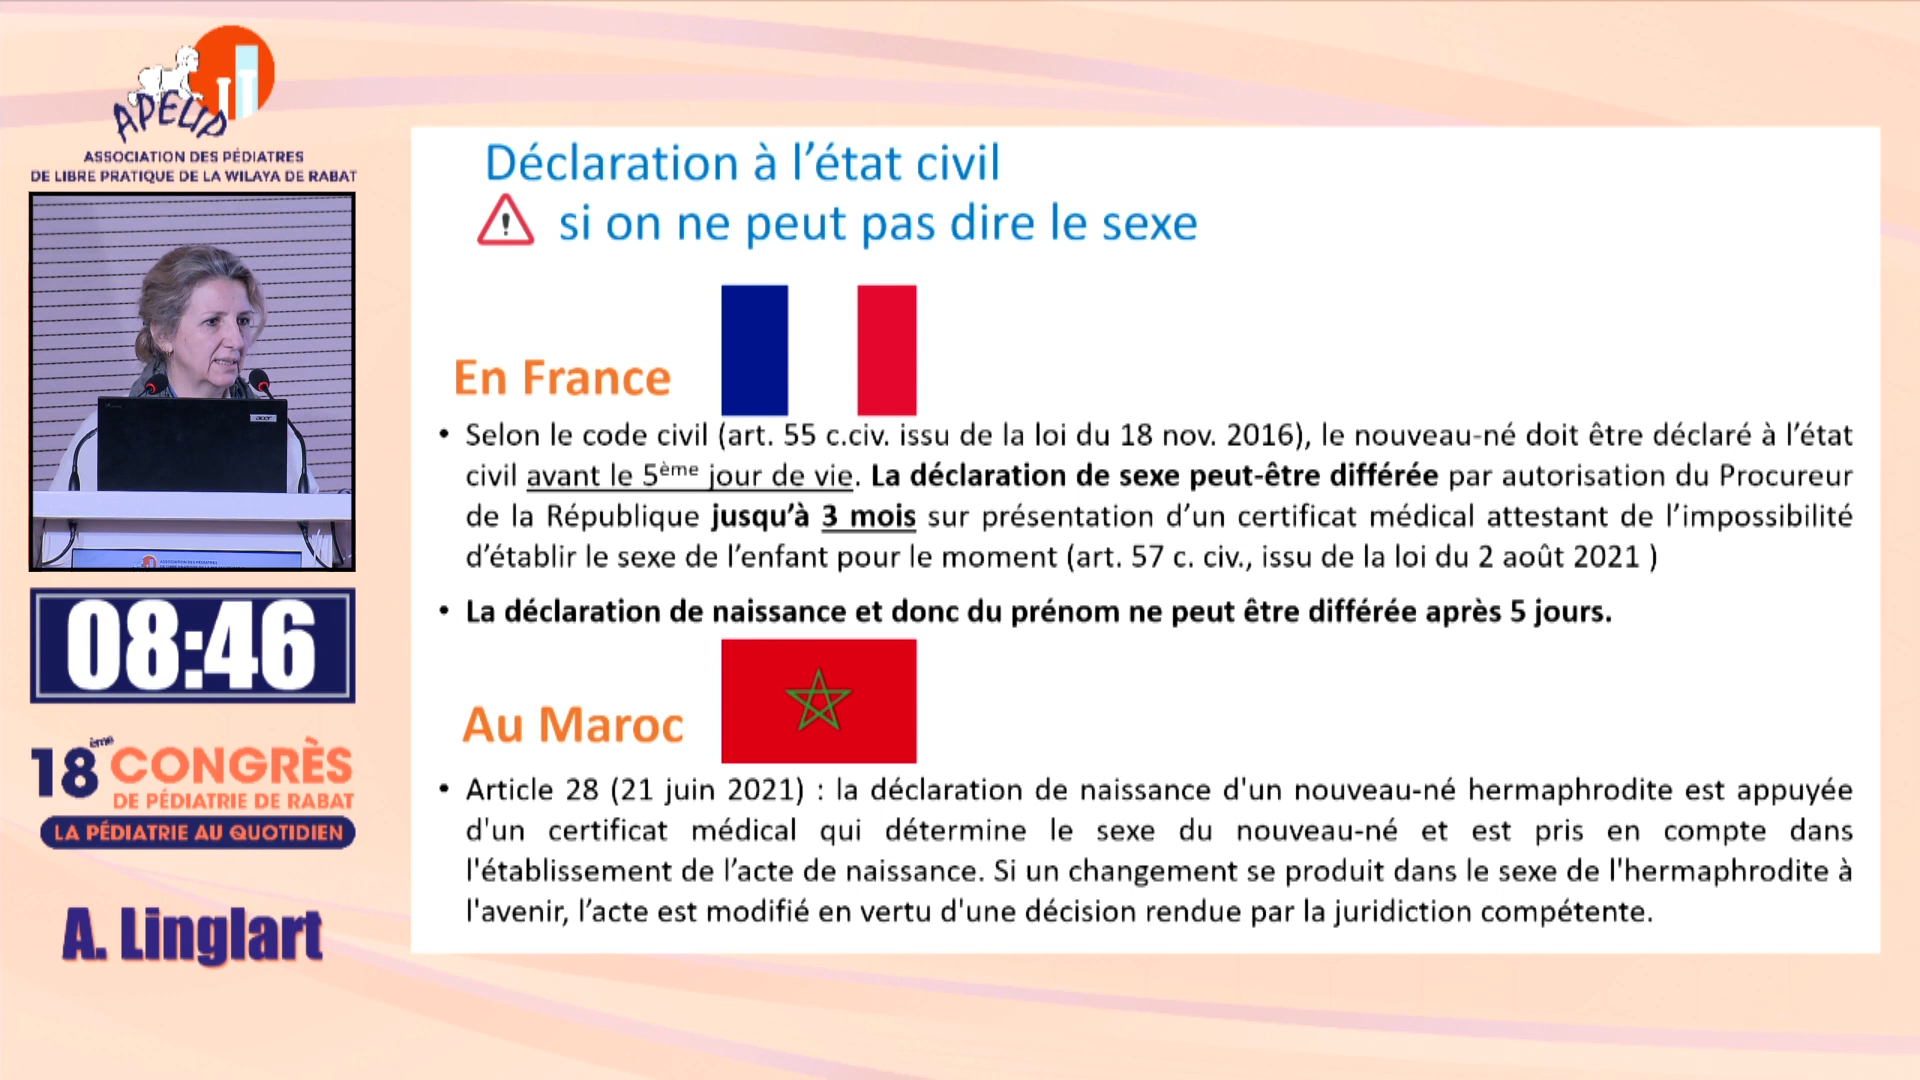 APELIP
ASSOCIATION DES PÉDIATRES
DE LIBRE PRATIQUE DE LA WILAYA DE RABAT
acer
08:46
18ème CONGRÈS
DE PÉDIATRIE DE RABAT
LA PÉDIATRIE AU QUOTIDIEN
A. Linglart
Déclaration à l’état civil
si on ne peut pas dire le sexe
En France
• Selon le code civil (art. 55 c.civ. issu de la loi du 18 nov. 2016), le nouveau-né doit être déclaré à l’état
civil avant le 5ème jour de vie. La déclaration de sexe peut-être différée par autorisation du Procureur
de la République jusqu’à 3 mois sur présentation d’un certificat médical attestant de l’impossibilité
d’établir le sexe de l’enfant pour le moment (art. 57 c. civ., issu de la loi du 2 août 2021 )
• La déclaration de naissance et donc du prénom ne peut être différée après 5 jours.
Au Maroc
• Article 28 (21 juin 2021) : la déclaration de naissance d'un nouveau-né hermaphrodite est appuyée
d'un certificat médical qui détermine le sexe du nouveau-né et est pris en compte dans
l'établissement de l’acte de naissance. Si un changement se produit dans le sexe de l'hermaphrodite à
l'avenir, l’acte est modifié en vertu d'une décision rendue par la juridiction compétente.